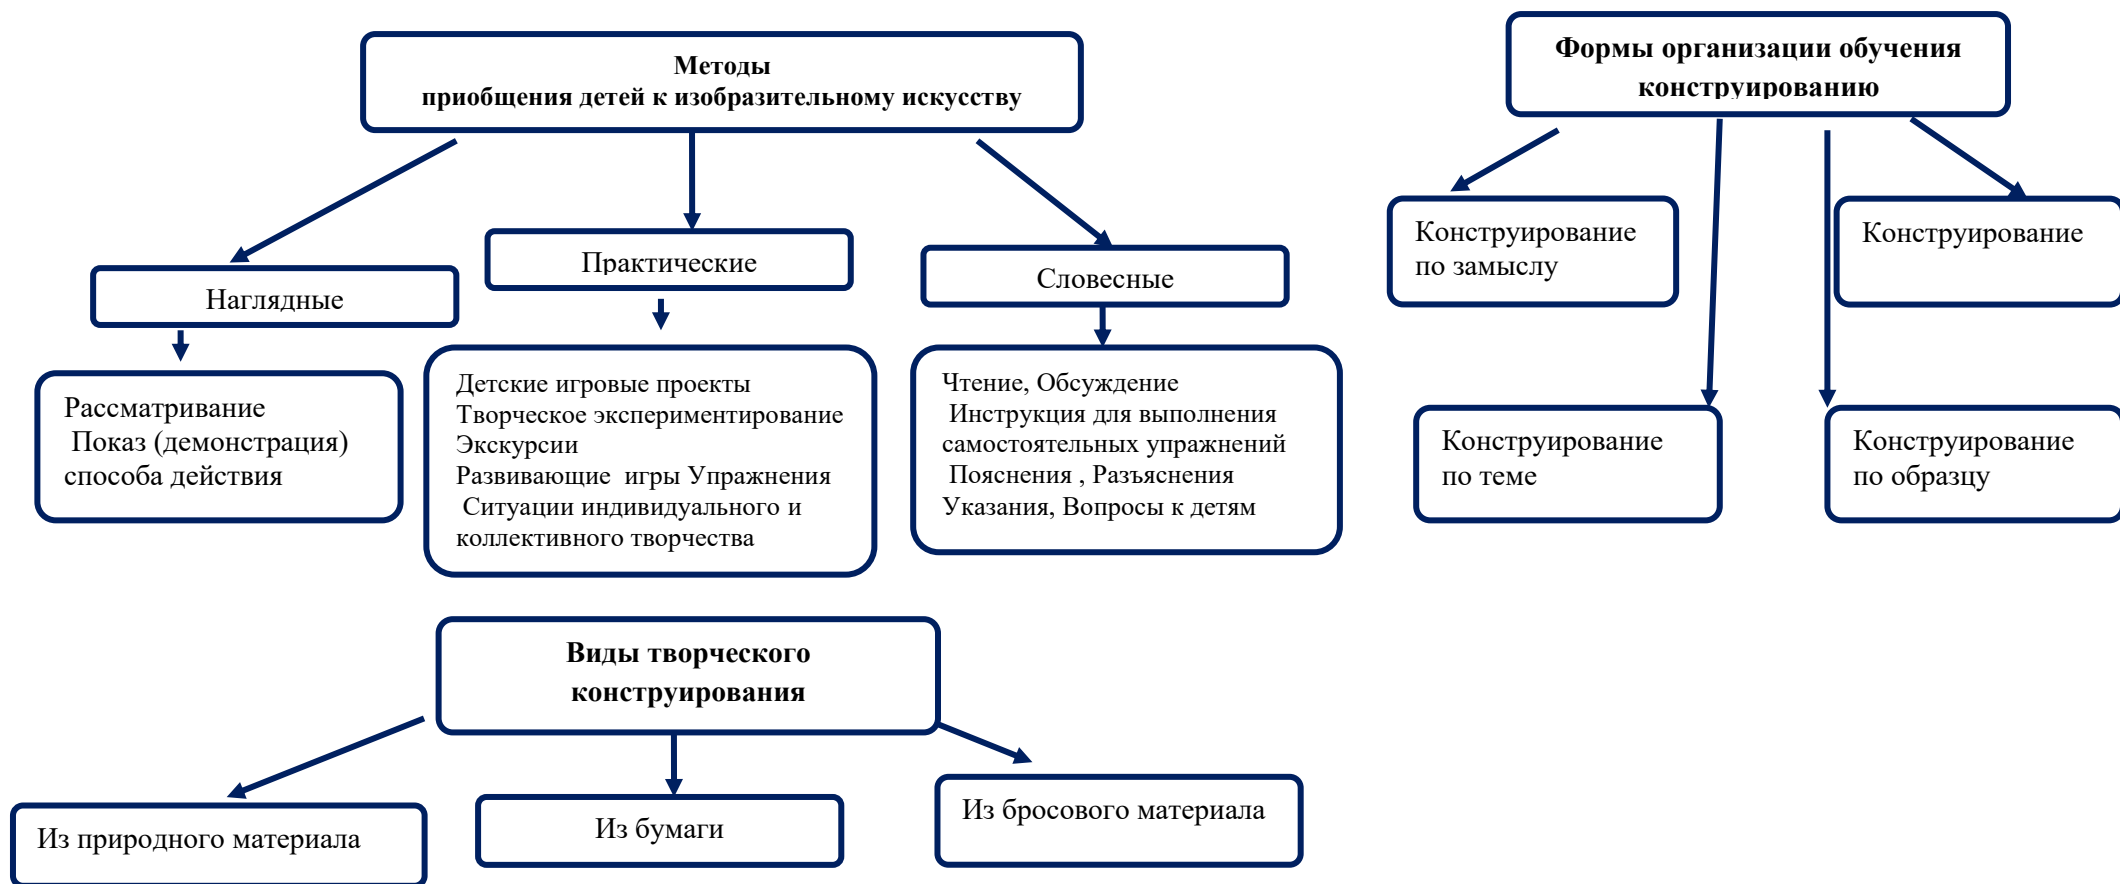 Методы
приобщения детей к изобразительному искусству
Наглядные
Практические
Словесные
Рассматривание
Показ (демонстрация)
способа действия
Детские игровые проекты
Творческое экспериментирование
Экскурсии
Развивающие игры Упражнения
Ситуации индивидуального и
коллективного творчества
Чтение, Обсуждение
Инструкция для выполнения
самостоятельных упражнений
Пояснения , Разъяснения
Указания, Вопросы к детям
Формы организации обучения
конструированию
Конструирование
по замыслу
Конструирование
Конструирование
по теме
Конструирование
по образцу
Виды творческого
конструирования
Из природного материала
Из бумаги
Из бросового материала